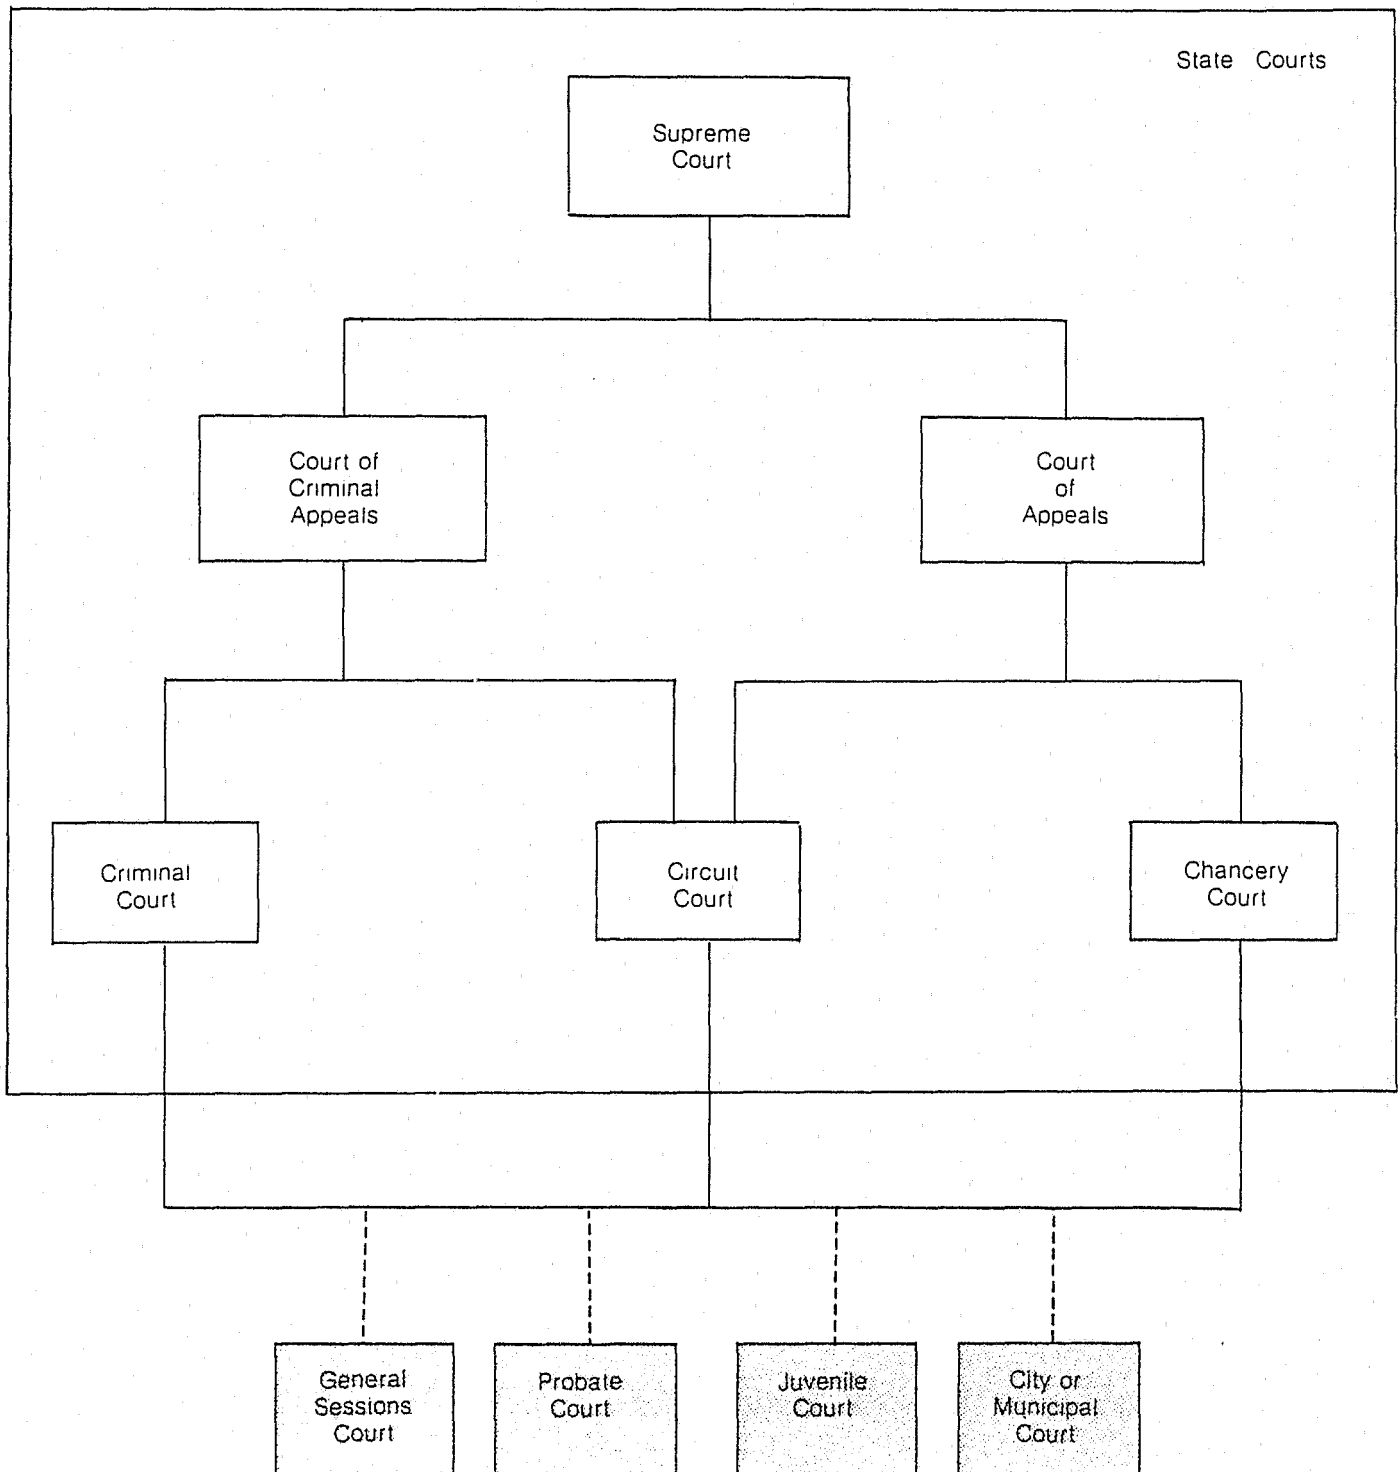 State Courts
Supreme
Court
Court of
Criminal
Appeals
Court
of
Appeals
Criminal
Court
Circuit
Court
Chancery
Court
General
Sessions
Court
Probate
Court
Juvenile
Court
City or
Municipal
Court